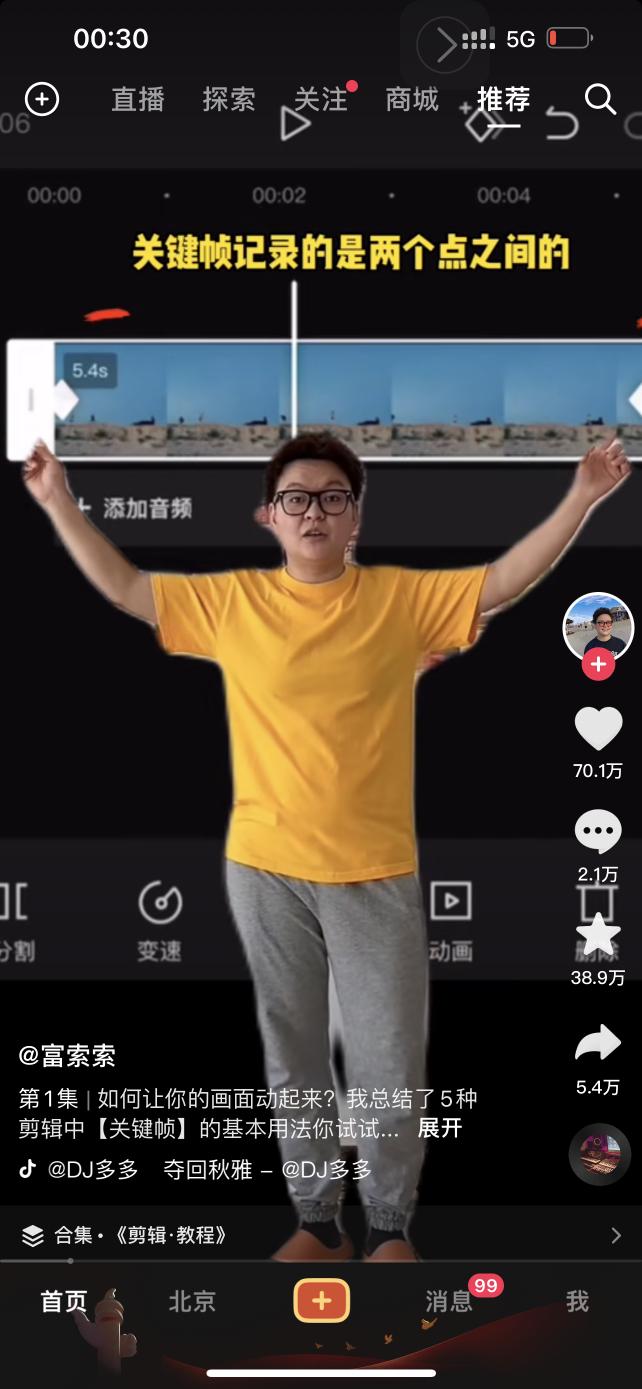 00:30
5G
直播 探索 关注 商城 推荐
06
00:00 00:02 00:04
关键帧记录的是两个点之间的
5.4s
+ 添加音频
70.1万
2.1万
分割 变速 动画 删除
38.9万
@富索索
5.4万
第1集 | 如何让你的画面动起来？我总结了5种
剪辑中【关键帧】的基本用法你试试... 展开
@DJ多多 夺回秋雅 – @DJ多多
合集 • 《剪辑·教程》
首页 北京 消息 99 我